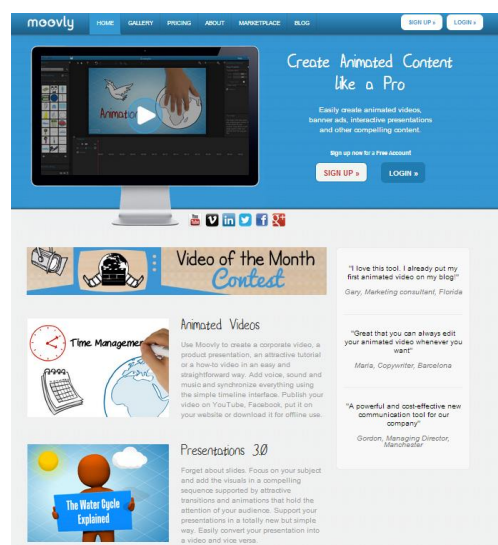 moovly
HOME
GALLERY
PRICING
ABOUT
MARKETPLACE
BLOG
SIGN UP »
LOGIN »
Animation
Create Animated Content
like a Pro
Easily create animated videos,
banner ads, interactive presentations
and other compelling content.
Sign up now for a Free account
SIGN UP »
LOGIN »
You
Tube
V
in
f
g+
Video of the Month
Contest
Time Management
Animated Videos
Use Moovly to create a corporate video, a
product presentation, an attractive tutorial
or a how-to video in an easy and
straightforward way. Add voice, sound and
music and synchronize everything using
the simple timeline interface. Publish your
video on YouTube, Facebook, put it on
your website or download it for offline use.
The Water Cycle
Explained
Presentations 3.0
Forget about slides. Focus on your subject
and add the visuals in a compelling
sequence supported by attractive
transitions and animations that hold the
attention of your audience. Support your
presentations in a totally new but simple
way. Easily convert your presentation into
a video and vice versa.
"I love this tool. I already put my
first animated video on my blog!"
Gary, Marketing consultant, Florida
"Great that you can always edit
your animated video whenever you
want"
Maria, Copywriter, Barcelona
"A powerful and cost-effective new
communication tool for our
company"
Gordon, Managing Director,
Manchester